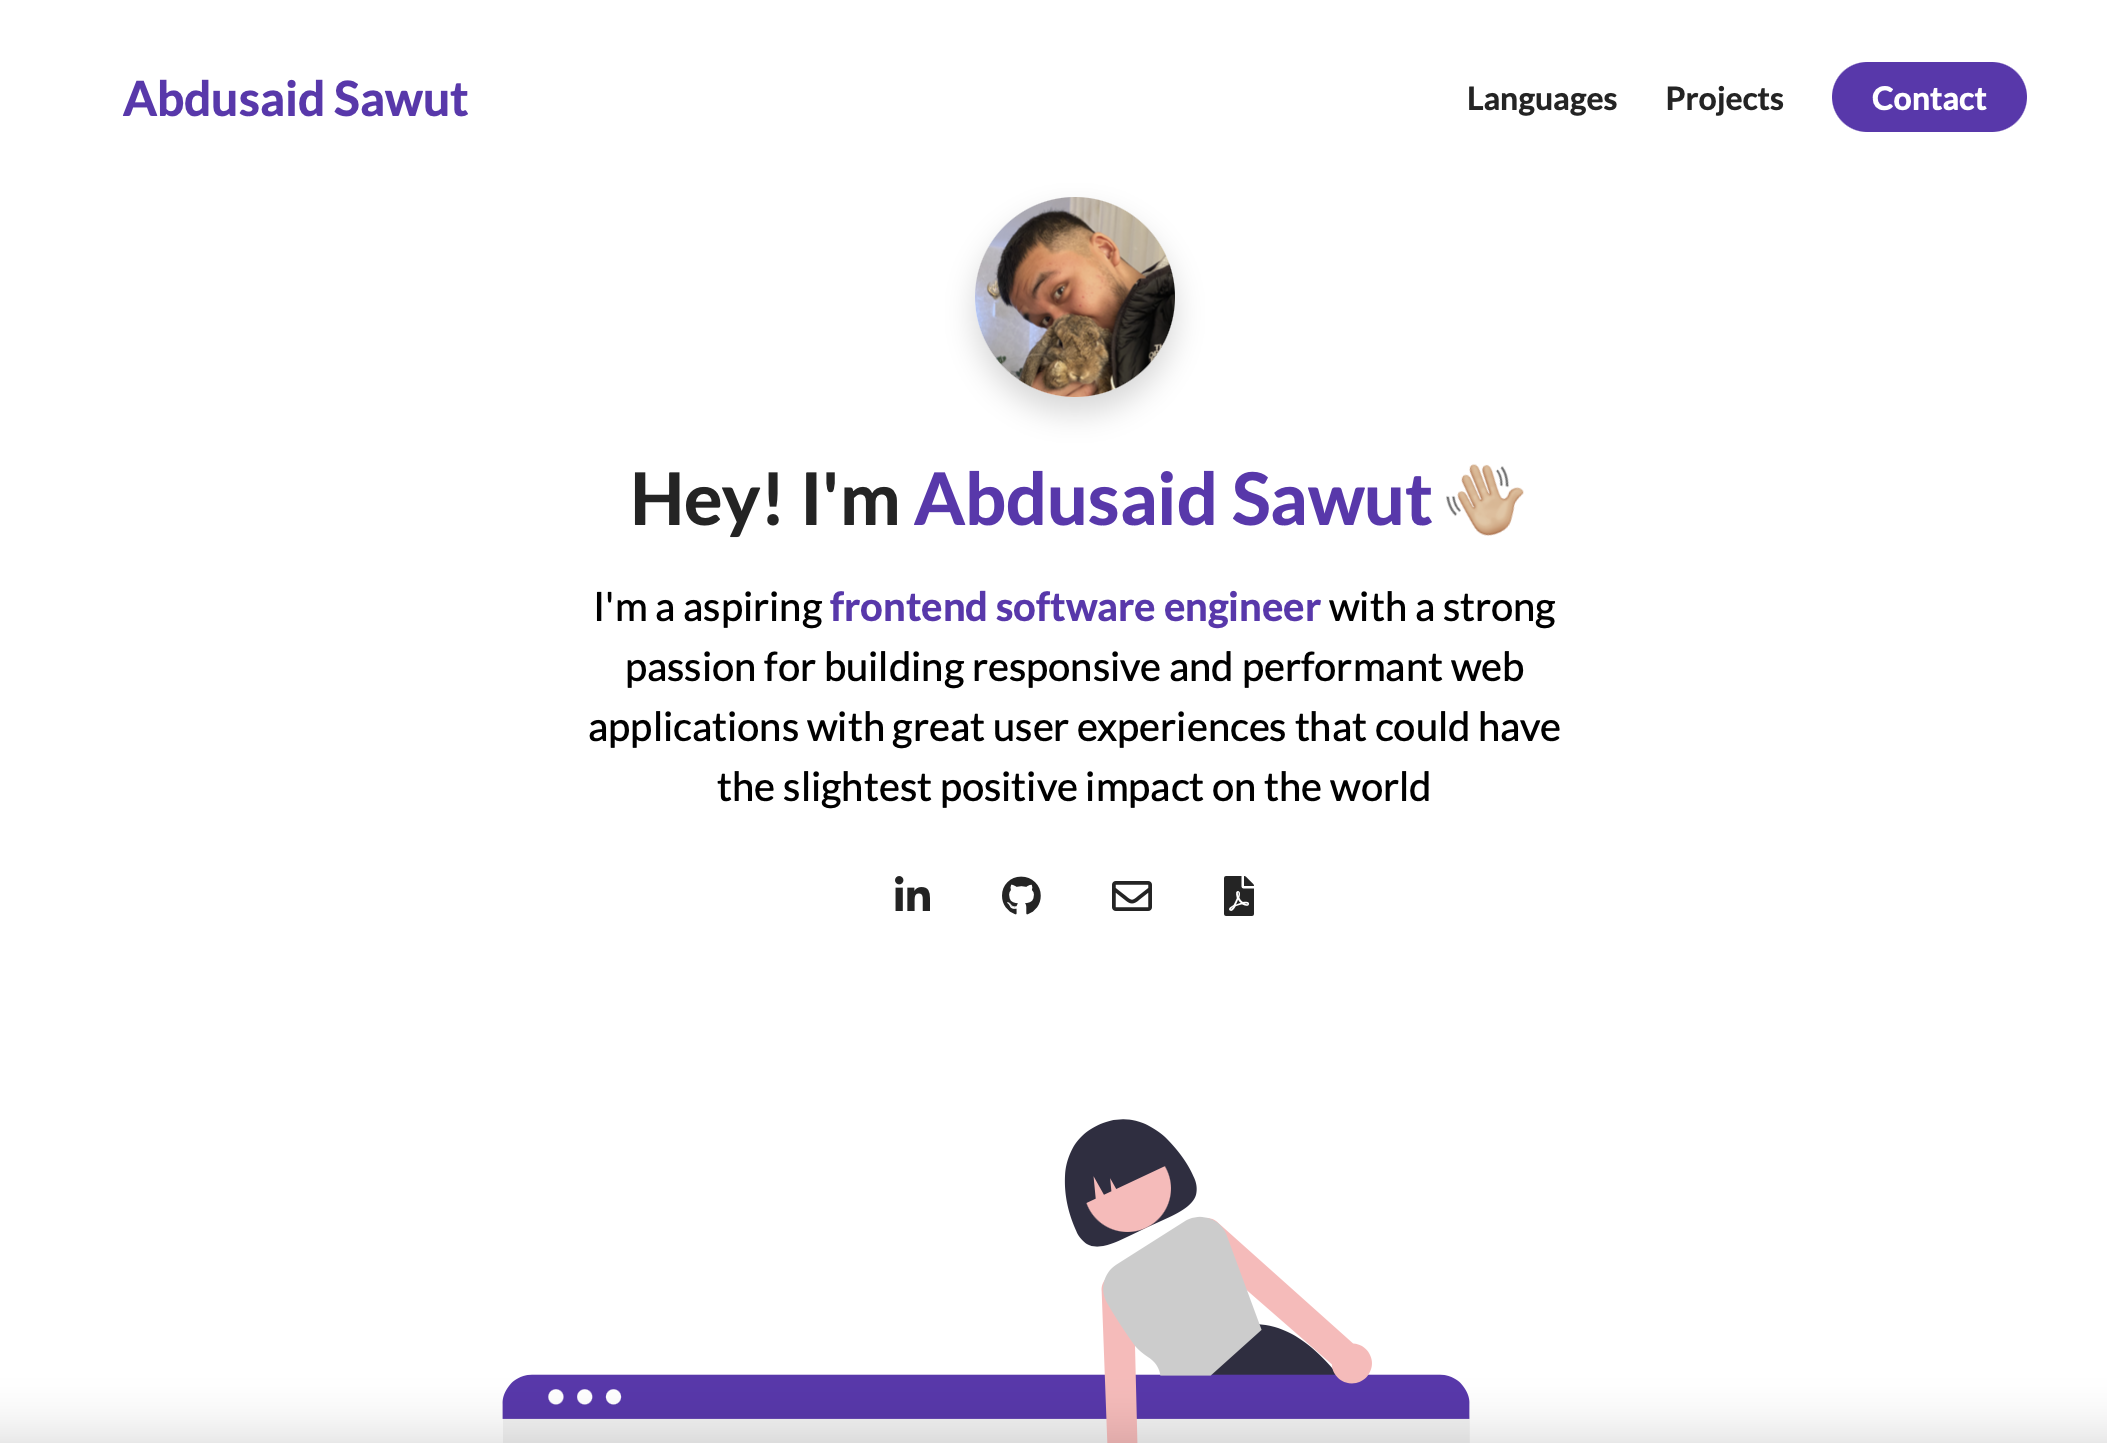 Abdusaid Sawut
Languages
Projects
Contact
Hey! I'm Abdusaid Sawut 👋🏼
I'm a aspiring frontend software engineer with a strong
passion for building responsive and performant web
applications with great user experiences that could have
the slightest positive impact on the world
in